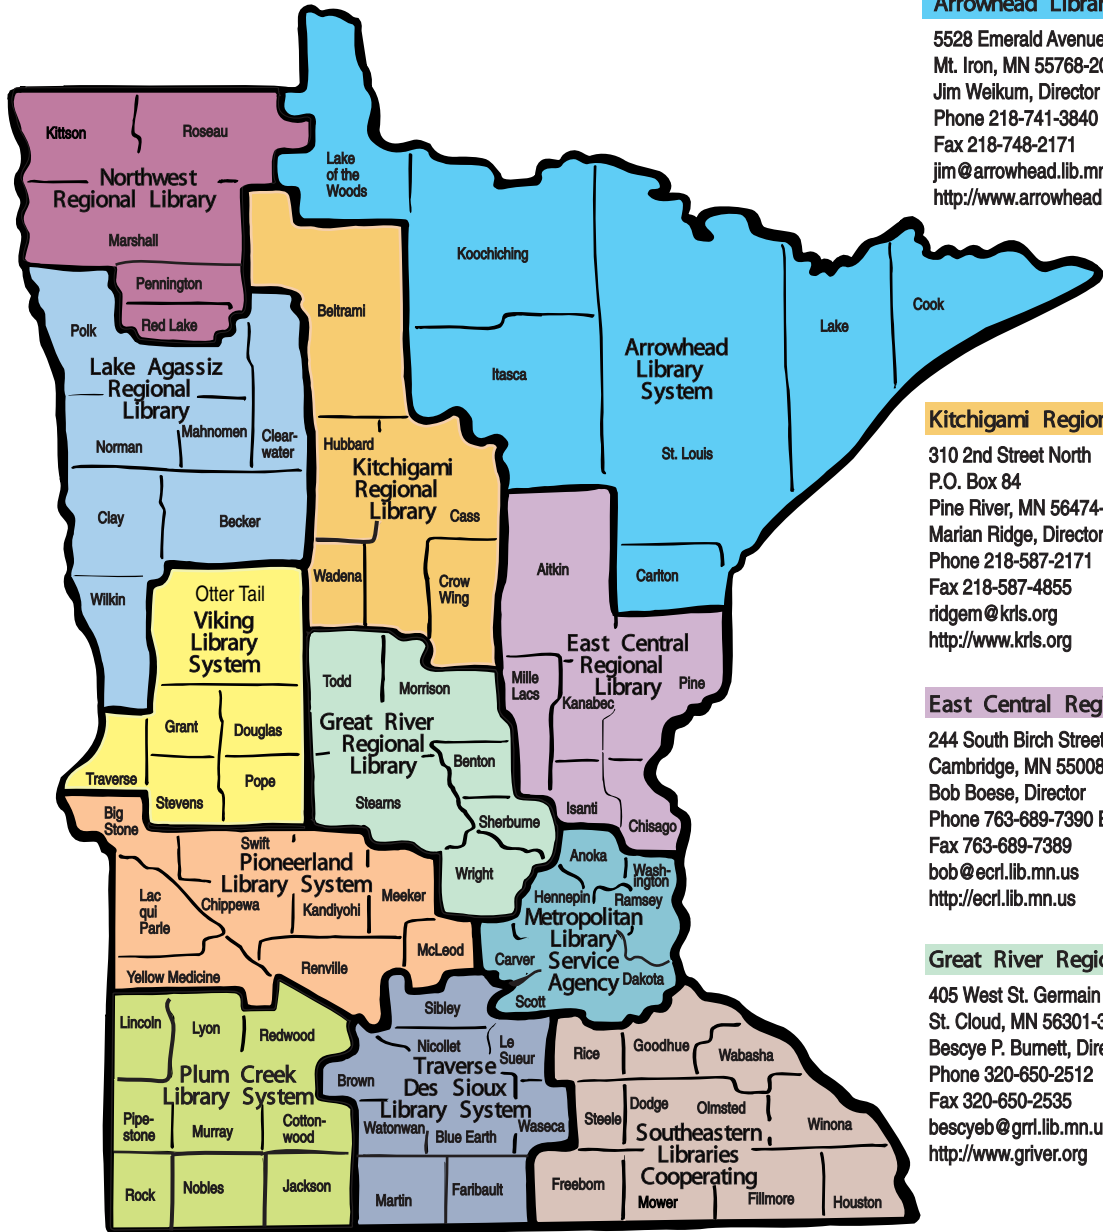 Kittson
Roseau
Northwest
Regional Library
Marshall
Pennington
Red Lake
Lake
of the
Woods
Koochiching
Itasca
Arrowhead
Library
System
St. Louis
Lake
Cook
Carlton
Polk
Lake Agassiz
Regional
Library
Norman
Mahnomen
Clear-
water
Clay
Becker
Wilkin
Beltrami
Hubbard
Kitchigami
Regional
Library
Cass
Wadena
Crow
Wing
Otter Tail
Viking
Library
System
Grant
Douglas
Traverse
Stevens
Pope
Aitkin
East Central
Regional
Library
Mille
Lacs
Kanabec
Pine
Isanti
Chisago
Todd
Morrison
Great River
Regional
Library
Benton
Stearns
Sherburne
Wright
Big
Stone
Swift
Pioneerland
Library System
Lac
qui
Parle
Chippewa
Kandiyohi
Meeker
McLeod
Renville
Yellow Medicine
Anoka
Wash-
ington
Hennepin
Ramsey
Metropolitan
Library
Service
Agency
Carver
Dakota
Scott
Lincoln
Lyon
Redwood
Plum Creek
Library System
Pipe-
stone
Murray
Cotton-
wood
Rock
Nobles
Jackson
Sibley
Nicollet
Le
Sueur
Brown
Traverse
Des Sioux
Library System
Watonwan
Blue Earth
Waseca
Martin
Faribault
Rice
Goodhue
Wabasha
Steele
Dodge
Olmsted
Winona
Southeastern
Libraries
Cooperating
Freeborn
Mower
Fillmore
Houston
Arrowhead Librar
5528 Emerald Avenue
Mt. Iron, MN 55768-20
Jim Weikum, Director
Phone 218-741-3840
Fax 218-748-2171
jim@arrowhead.lib.mn
http://www.arrowhead
Kitchigami Region
310 2nd Street North
P.O. Box 84
Pine River, MN 56474-
Marian Ridge, Director
Phone 218-587-2171
Fax 218-587-4855
ridgem@krls.org
http://www.krls.org
East Central Reg
244 South Birch Street
Cambridge, MN 55008
Bob Boese, Director
Phone 763-689-7390 E
Fax 763-689-7389
bob@ecrl.lib.mn.us
http://ecrl.lib.mn.us
Great River Regio
405 West St. Germain
St. Cloud, MN 56301-3
Bescye P. Burnett, Dire
Phone 320-650-2512
Fax 320-650-2535
bescyeb@grrl.lib.mn.u
http://www.griver.org